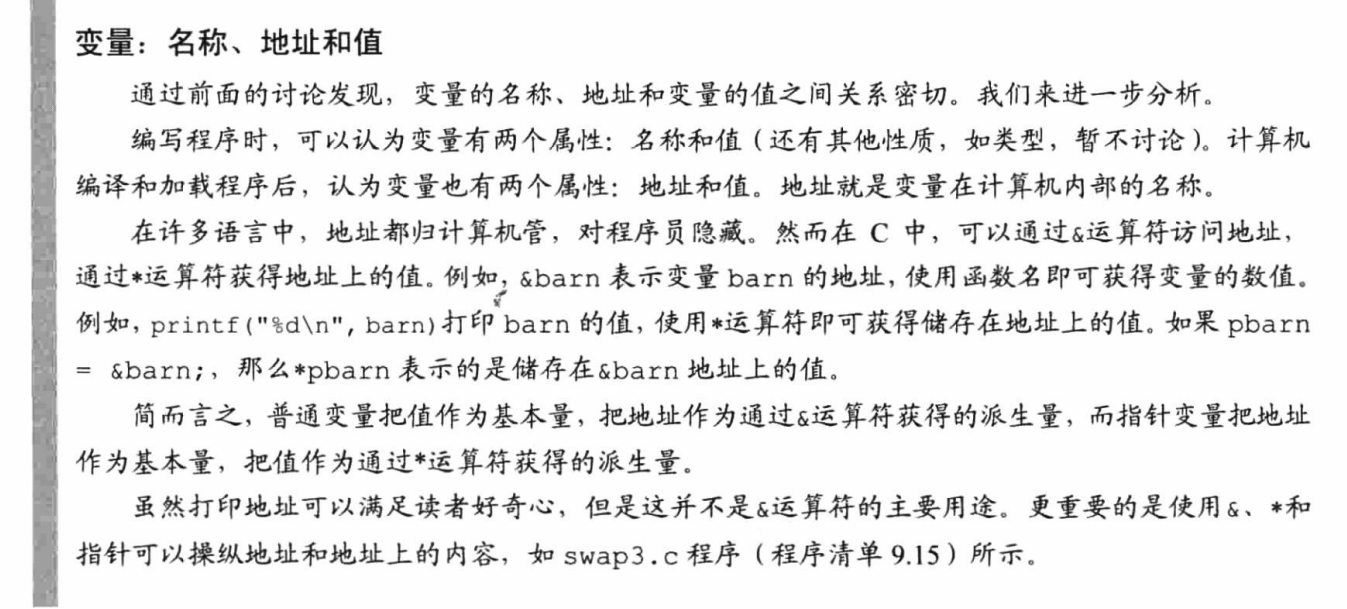 变量：名称、地址和值
通过前面的讨论发现，变量的名称、地址和变量的值之间关系密切。我们来进一步分析。
编写程序时，可以认为变量有两个属性：名称和值（还有其他性质，如类型，暂不讨论）。计算机
编译和加载程序后，认为变量也有两个属性：地址和值。地址就是变量在计算机内部的名称。
在许多语言中，地址都归计算机管，对程序员隐藏。然而在 C 中，可以通过&运算符访问地址，
通过*运算符获得地址上的值。例如，&barn 表示变量 barn 的地址，使用函数名即可获得变量的数值。
例如，printf("%d\n", barn)打印 barn 的值，使用*运算符即可获得储存在地址上的值。如果 pbarn
= &barn;，那么*pbarn 表示的是储存在&barn 地址上的值。
简而言之，普通变量把值作为基本量，把地址作为通过&运算符获得的派生量，而指针变量把地址
作为基本量，把值作为通过*运算符获得的派生量。
虽然打印地址可以满足读者好奇心，但是这并不是&运算符的主要用途。更重要的是使用&、*和
指针可以操纵地址和地址上的内容，如 swap3.c 程序（程序清单 9.15）所示。